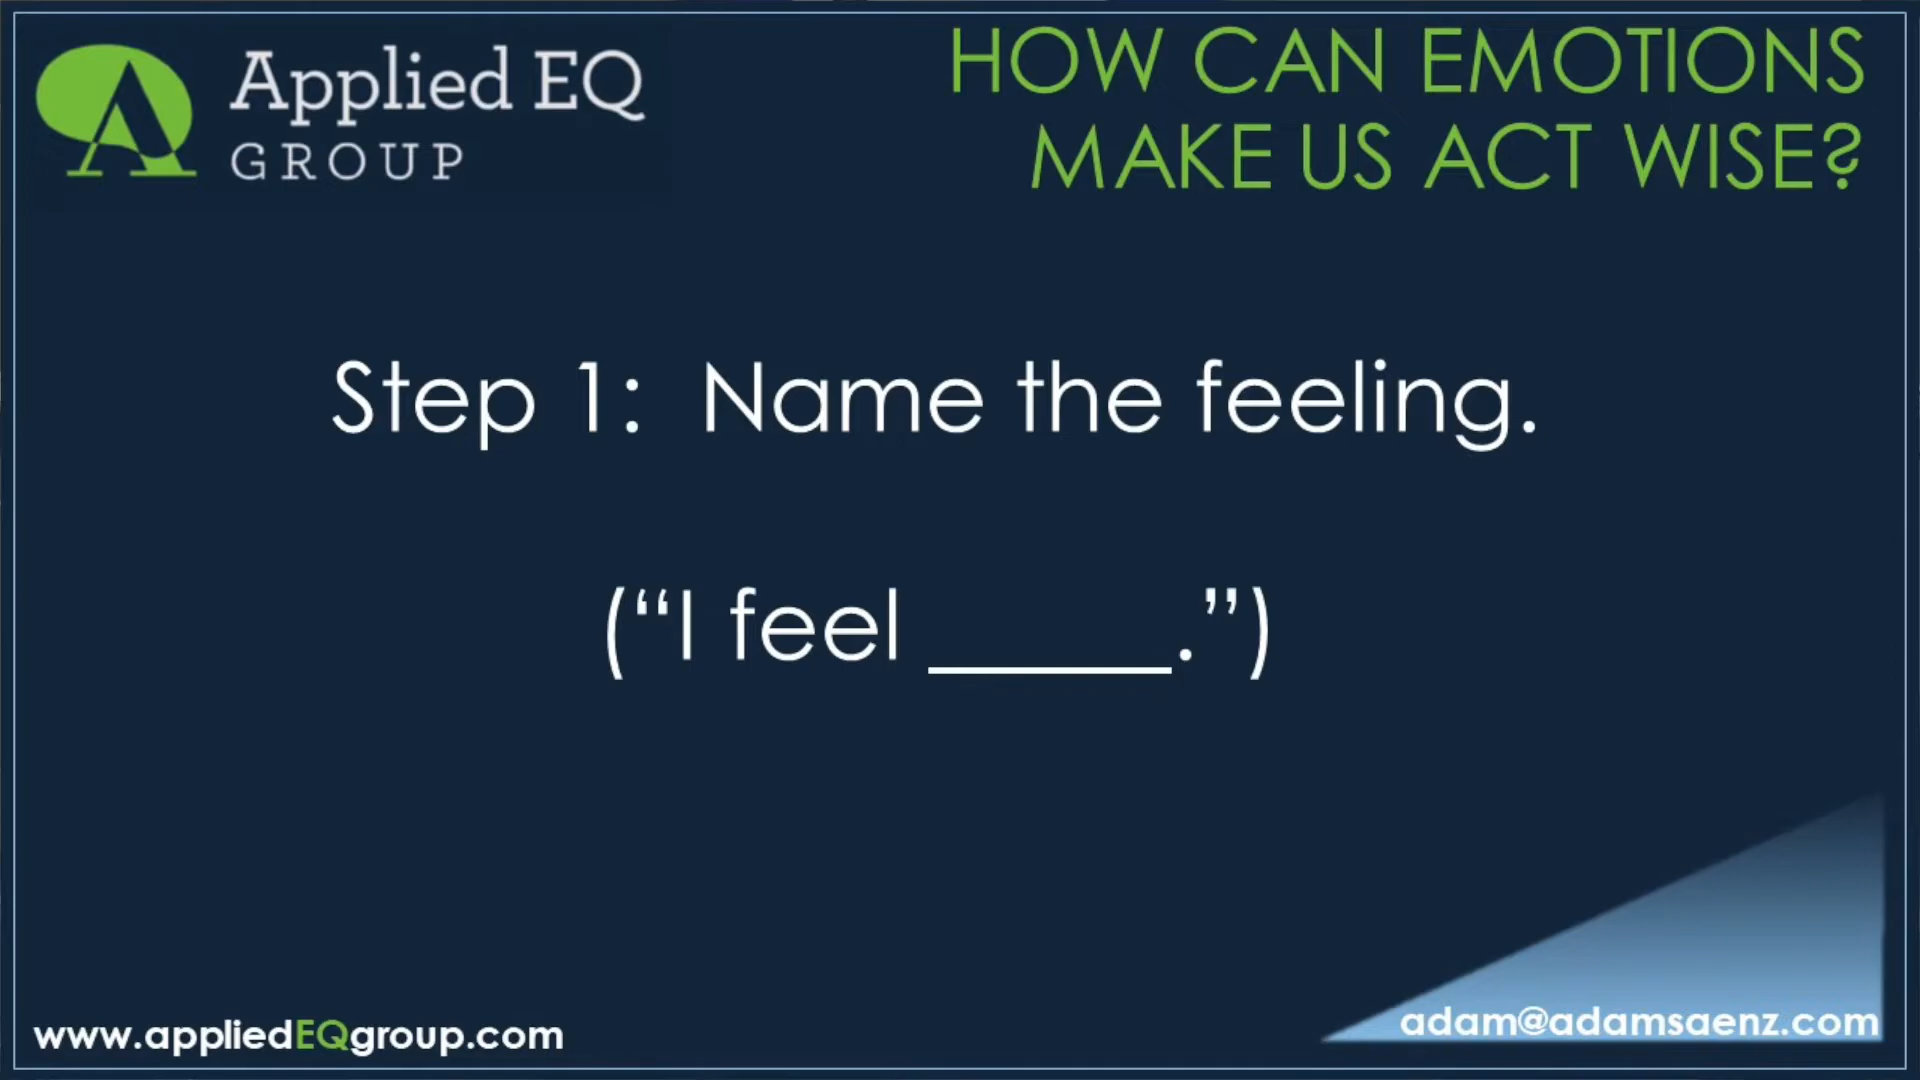 Applied EQ
GROUP
HOW CAN EMOTIONS
MAKE US ACT WISE?
Step 1:  Name the feeling.
(“I feel _____.”)
www.appliedEQgroup.com
adam@adamsaenz.com